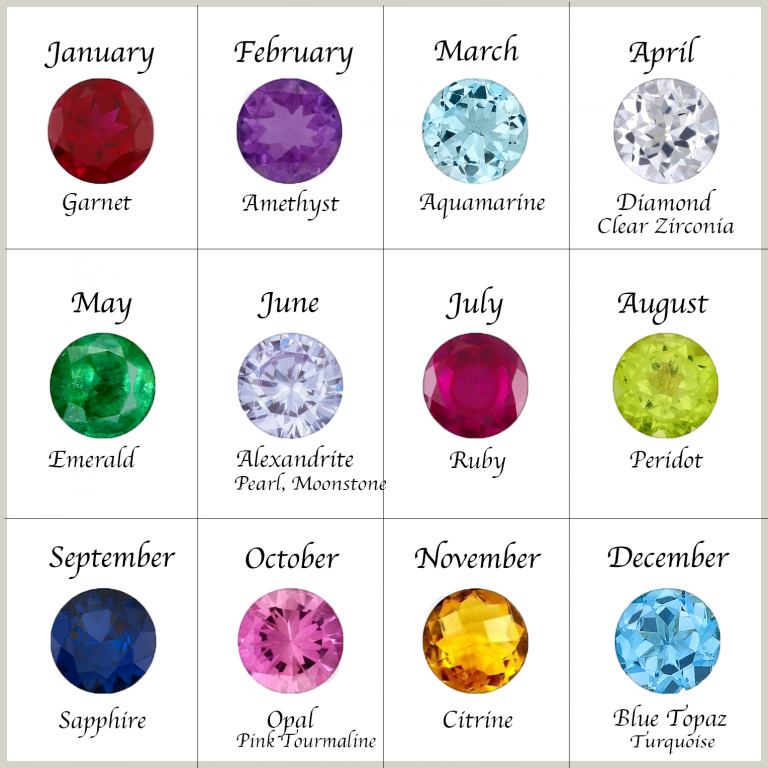 January
Garnet
February
Amethyst
March
Aquamarine
April
Diamond
Clear Zirconia
May
Emerald
June
Alexandrite
Pearl, Moonstone
July
Ruby
August
Peridot
September
Sapphire
October
Opal
Pink Tourmaline
November
Citrine
December
Blue Topaz
Turquoise